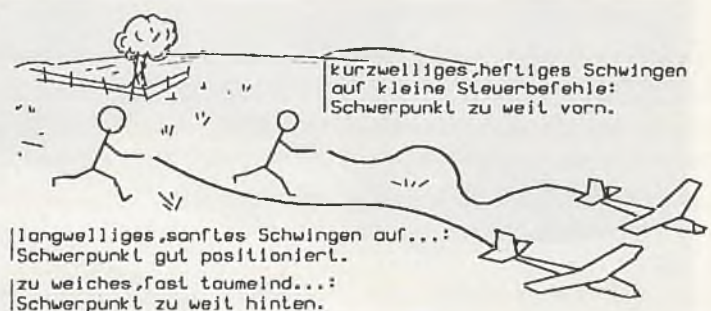 kurzwelliges,heftiges Schwingen
auf kleine Steuerbefehle:
Schwerpunkt zu weit vorn.
langwelliges,sanftes Schwingen auf...:
Schwerpunkt gut positioniert.
zu weiches,fast taumelnd...:
Schwerpunkt zu weit hinten.